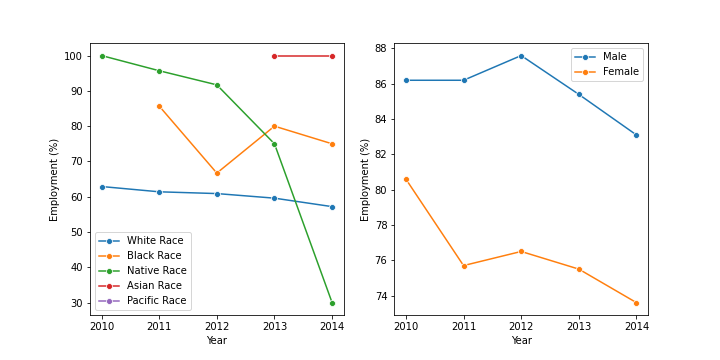 100
90
80
70
60
50
40
30
Employment (%)
2010 2011 2012 2013 2014
Year
White Race
Black Race
Native Race
Asian Race
Pacific Race
88
86
84
82
80
78
76
74
Employment (%)
2010 2011 2012 2013 2014
Year
Male
Female